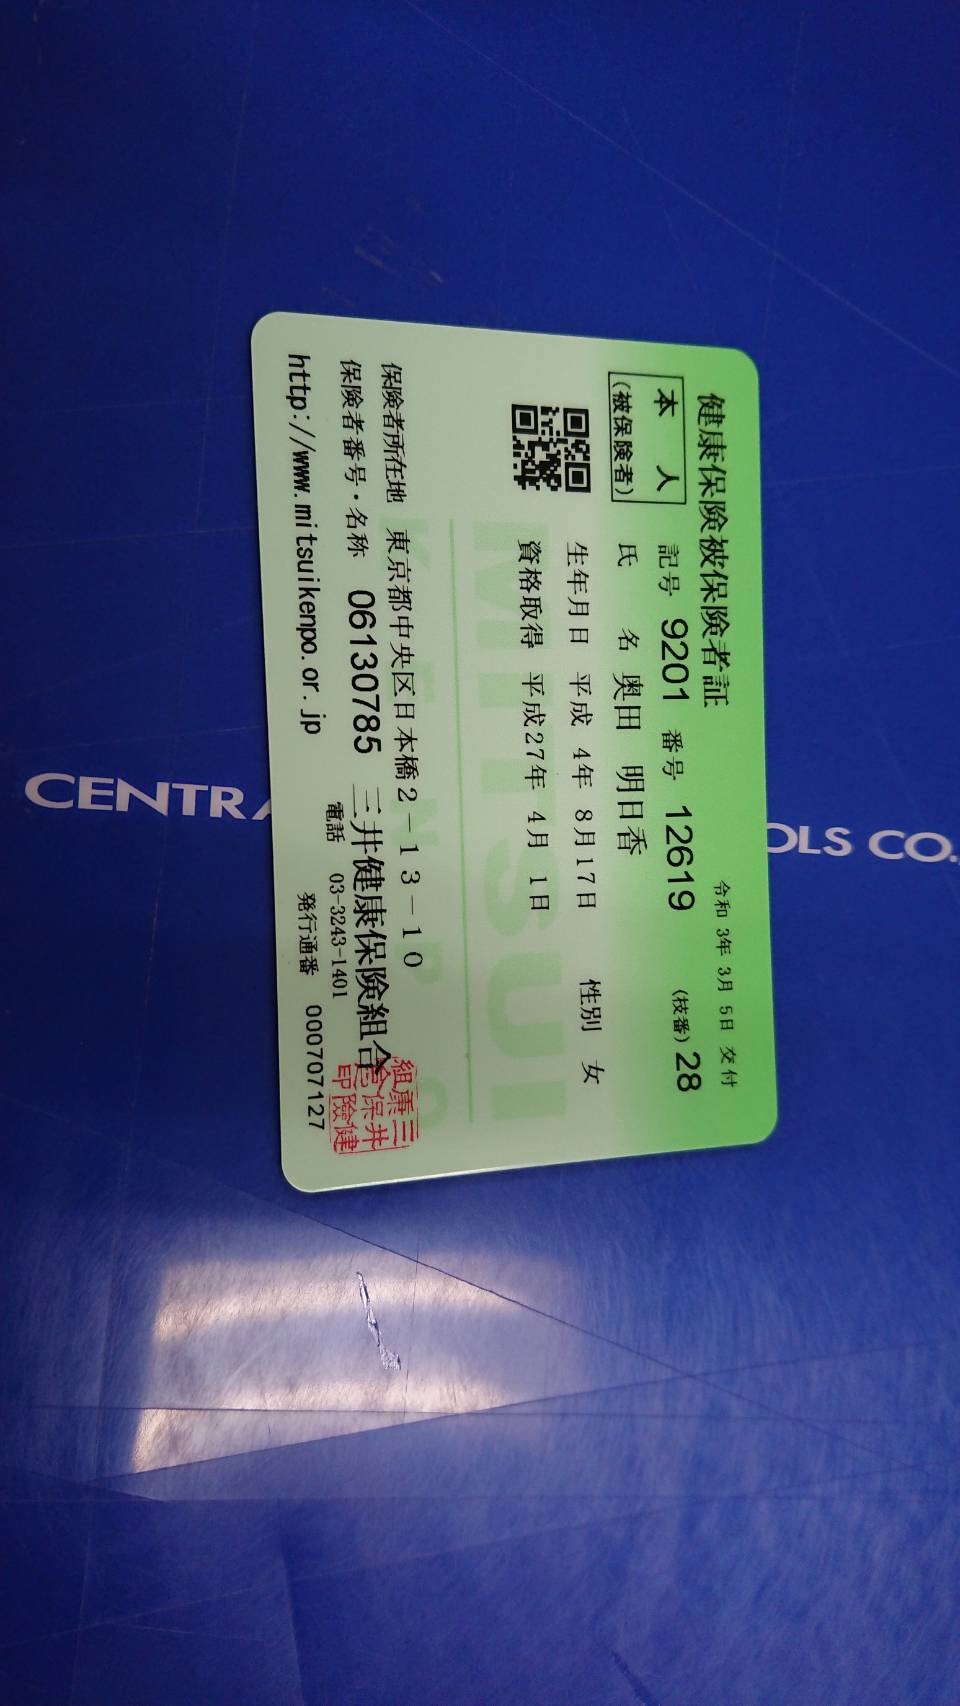 健康保険被保険者証
令和 3年 3月 5日 交付
本 人
(被保険者)
記号 9201 番号 12619 (枝番) 28
氏 名 奥田 明日香
生年月日 平成 4年 8月17日 性別 女
資格取得 平成27年 4月 1日
MITSUI
KENPO
保険者所在地 東京都中央区日本橋2-13-10
保険者番号・名称 06130785 三井健康保険組合
電話 03-3243-1401
http://www.mitsuikenpo.or.jp
発行通番 000707127
三井健
康保険
組合印
CENTRA
OLS CO.